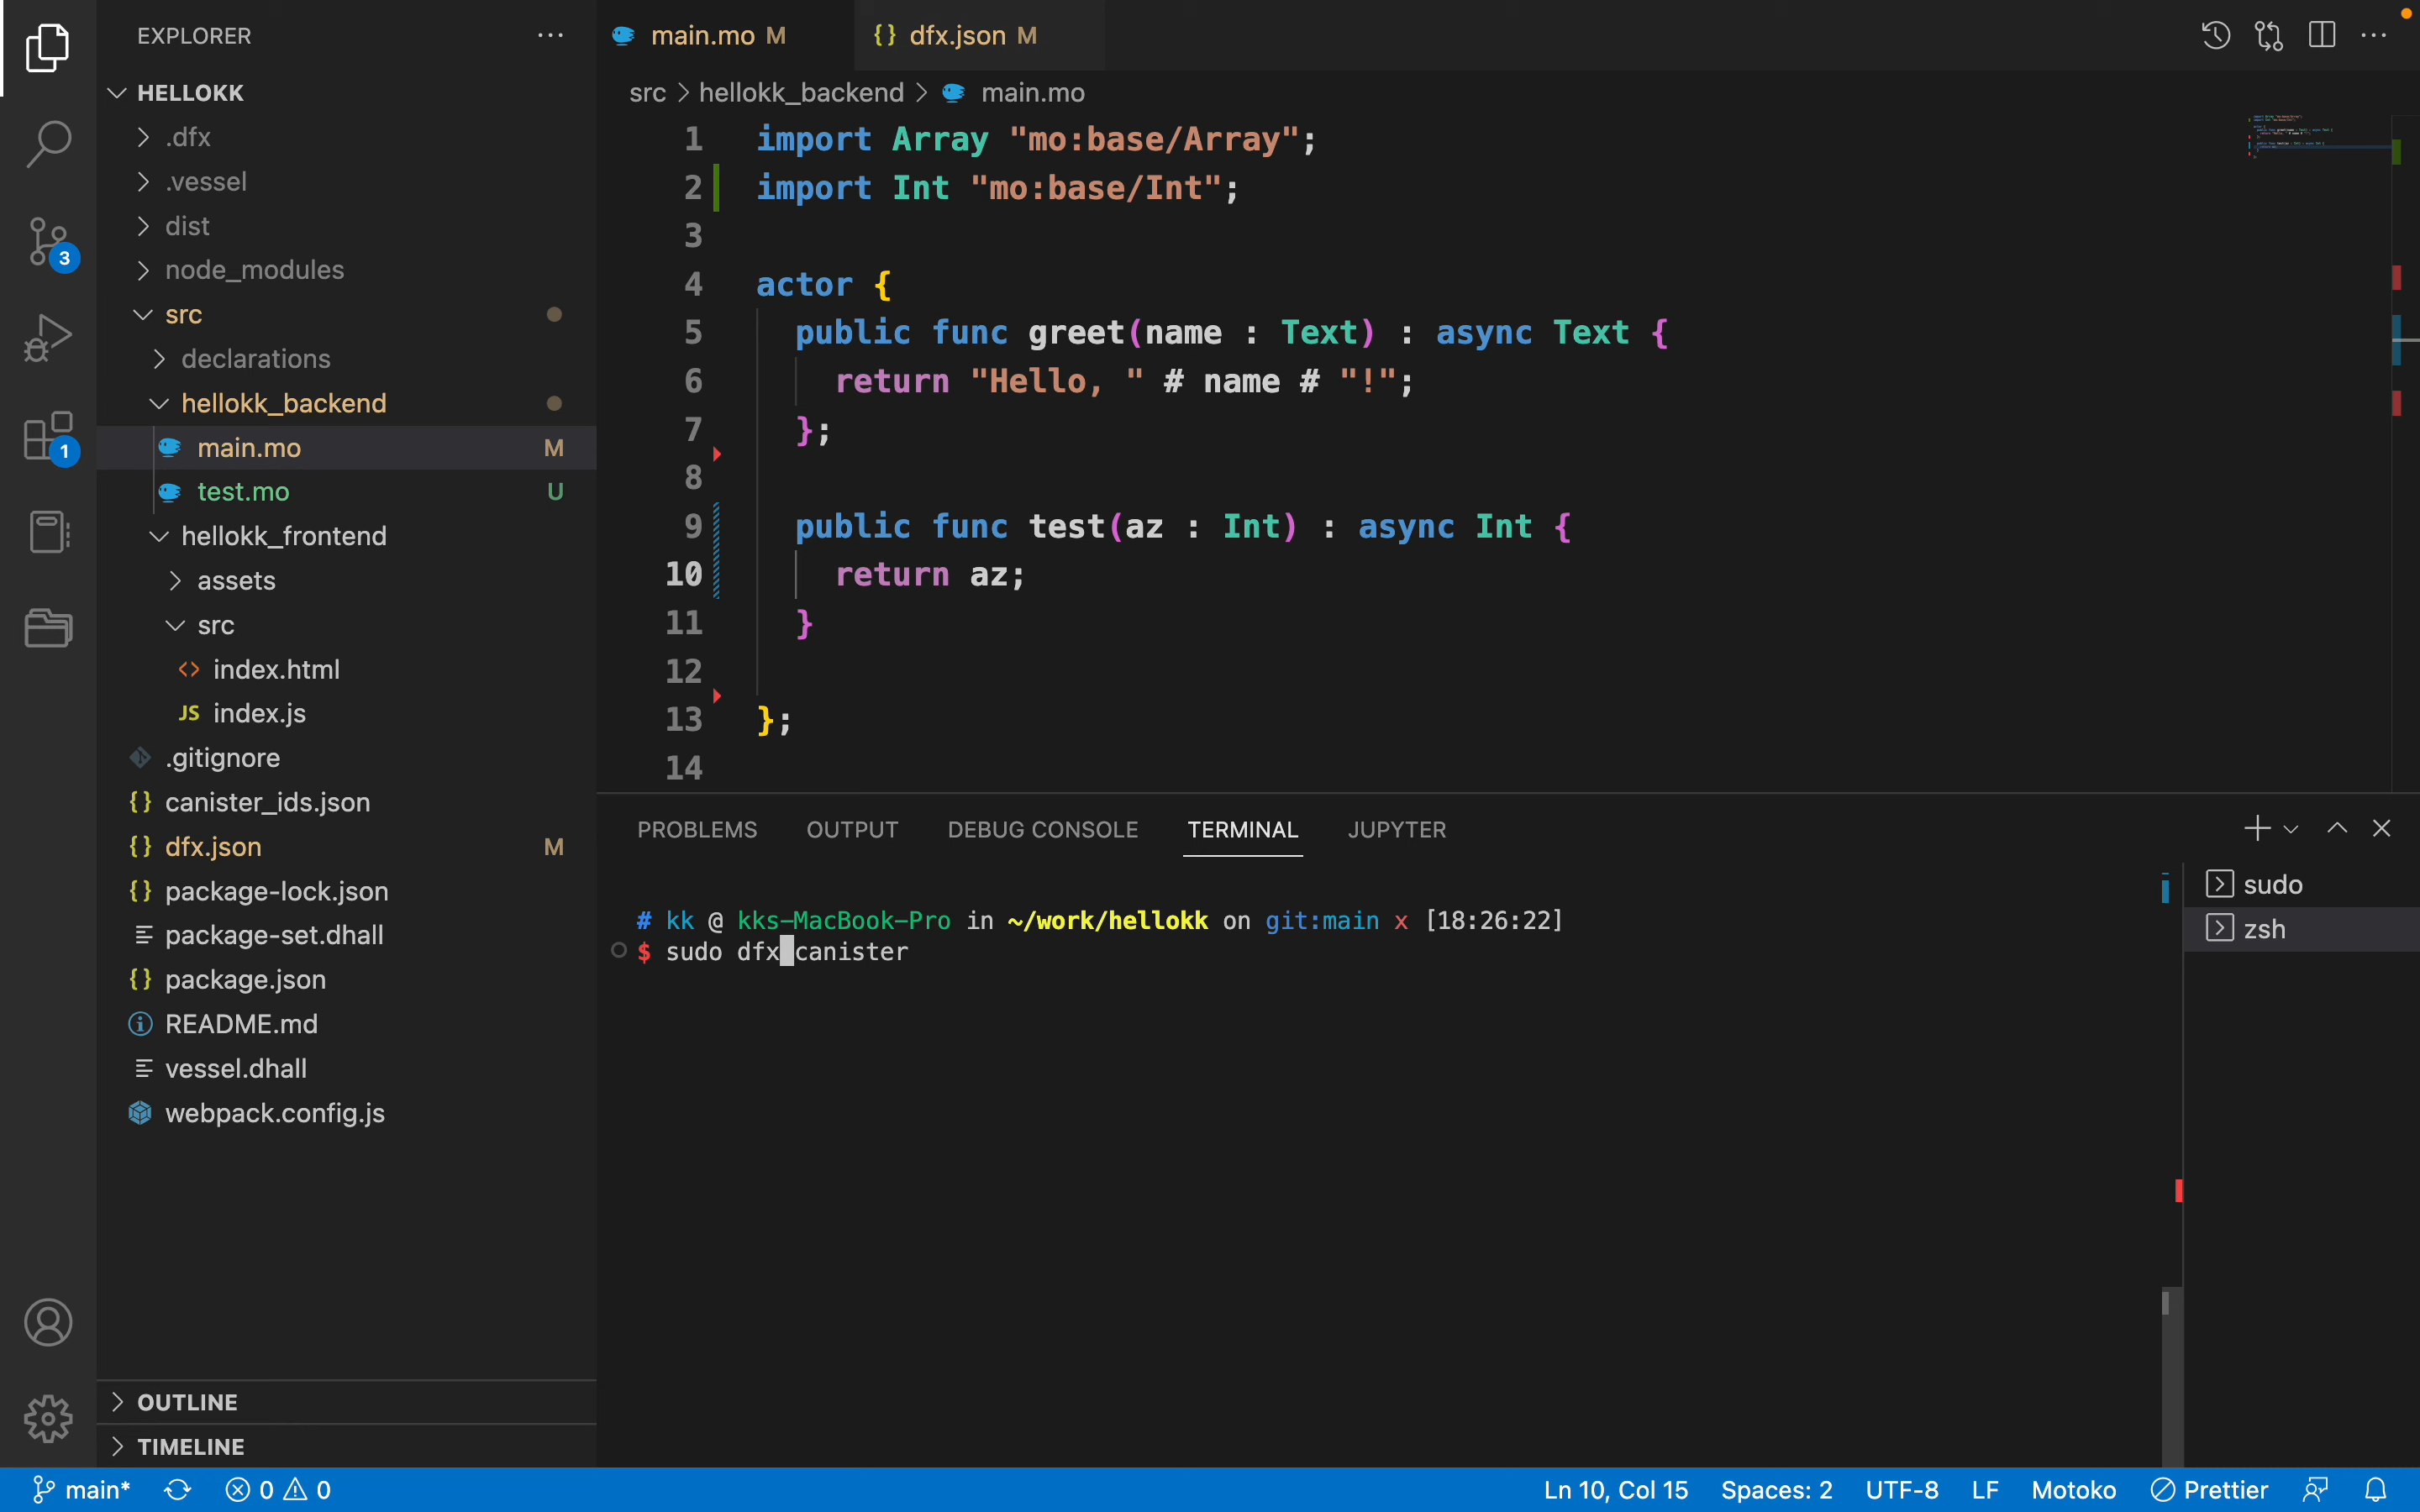 EXPLORER
HELLOKK
.dfx
.vessel
dist
node_modules
src
declarations
hellokk_backend
main.mo M
test.mo U
hellokk_frontend
assets
src
<> index.html
JS index.js
.gitignore
{} canister_ids.json
{} dfx.json M
{} package-lock.json
package-set.dhall
{} package.json
README.md
vessel.dhall
webpack.config.js
OUTLINE
TIMELINE
3
1
main.mo M
{} dfx.json M
src > hellokk_backend > main.mo
1 import Array "mo:base/Array";
2 import Int "mo:base/Int";
3
4 actor {
5 public func greet(name : Text) : async Text {
6 return "Hello, " # name # "!";
7 };
8
9 public func test(az : Int) : async Int {
10 return az;
11 }
12
13 };
14
PROBLEMS OUTPUT DEBUG CONSOLE TERMINAL JUPYTER
# kk @ kks-MacBook-Pro in ~/work/hellokk on git:main x [18:26:22]
$ sudo dfx canister
sudo
zsh
main* 0 0 Ln 10, Col 15 Spaces: 2 UTF-8 LF Motoko Prettier